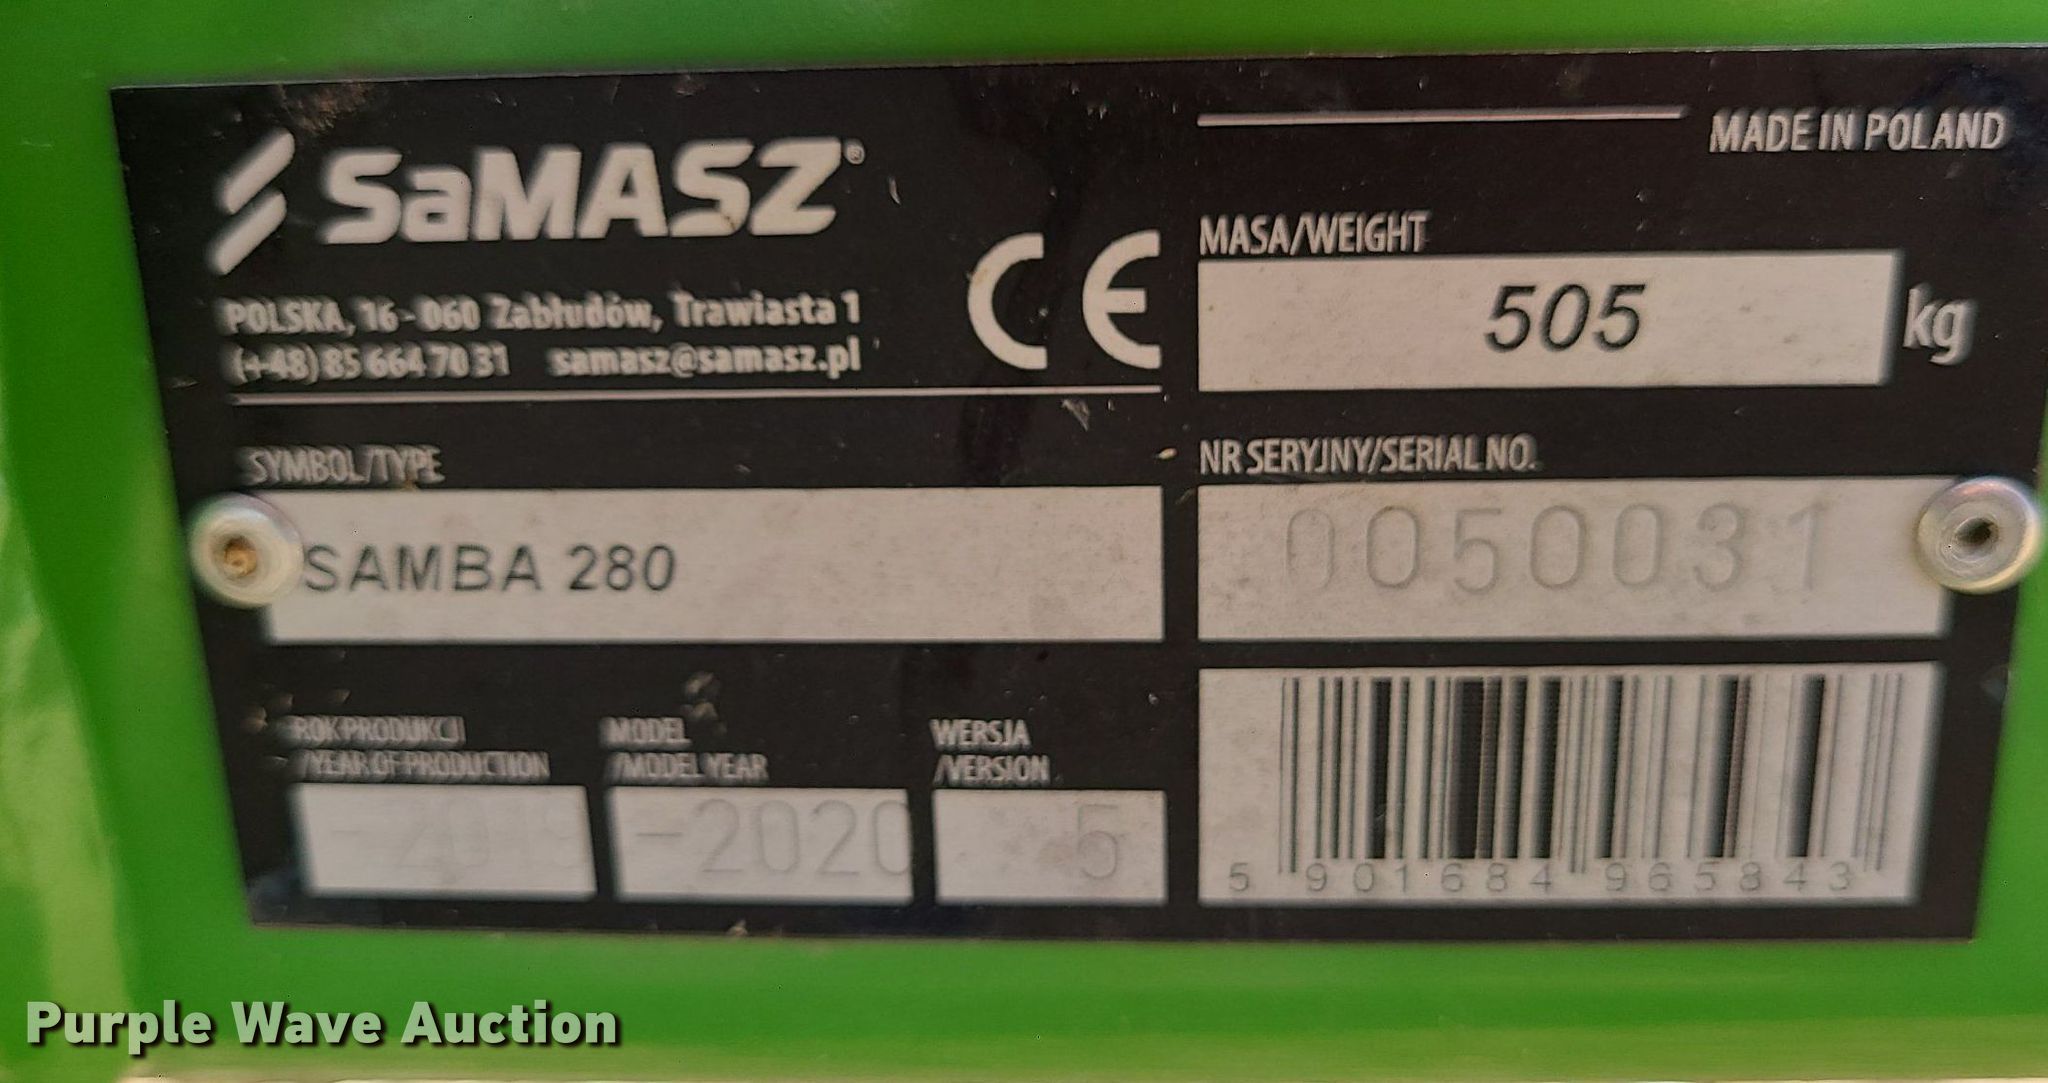 SaMASZ®
POLSKA, 16-060 Zabłudów, Trawiasta 1
(+48) 85 664 70 31 samasz@samasz.pl
CE
MADE IN POLAND
MASA/WEIGHT
505 kg
SYMBOL/TYPE
SAMBA 280
NR SERYJNY/SERIAL NO.
0050031
ROK PRODUKCJI
/YEAR OF PRODUCTION
-2019
MODEL
/MODEL YEAR
-2020
WERSJA
/VERSION
5
5 901684 965843
Purple Wave Auction